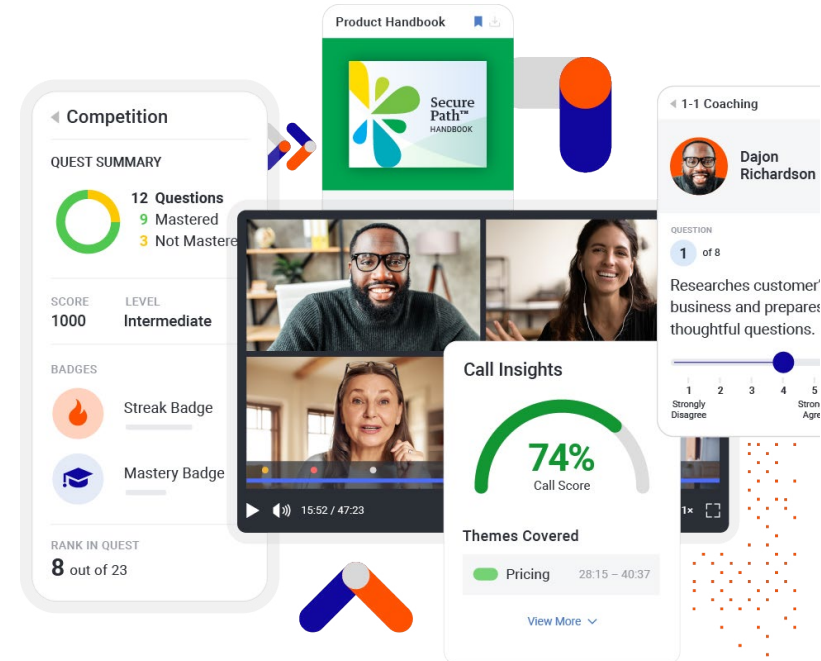 Product Handbook
Secure
Path™
HANDBOOK
Competition
QUEST SUMMARY
12 Questions
9 Mastered
3 Not Mastere
SCORE
LEVEL
1000
Intermediate
BADGES
Streak Badge
Mastery Badge
RANK IN QUEST
8 out of 23
15:52 / 47:23
1×
Call Insights
74%
Call Score
Themes Covered
Pricing
28:15 – 40:37
View More
1-1 Coaching
Dajon
Richardson
QUESTION
1 of 8
Researches customer'
business and prepares
thoughtful questions.
1 2 3 4 5
Strongly
Disagree
Stron
Agre